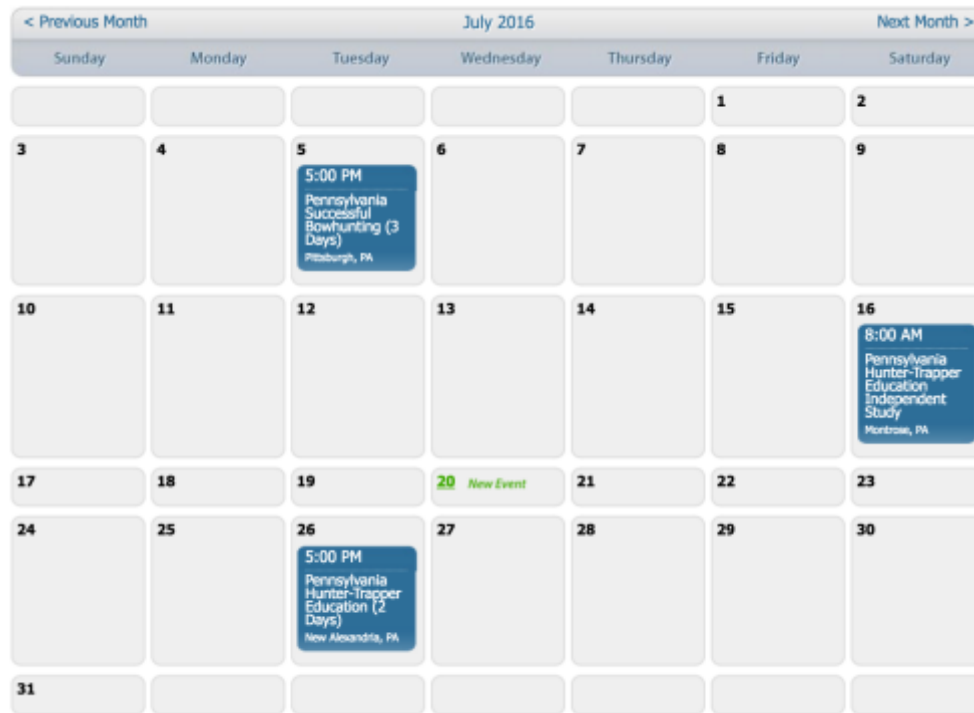 < Previous Month July 2016 Next Month >
Sunday Monday Tuesday Wednesday Thursday Friday Saturday
1 2
3 4 5 6 7 8 9
5:00 PM
Pennsylvania
Successful
Bowhunting (3
Days)
Pittsburgh, PA
10 11 12 13 14 15 16
8:00 AM
Pennsylvania
Hunter-Trapper
Education
Independent
Study
Montrose, PA
17 18 19 20 New Event 21 22 23
24 25 26 27 28 29 30
5:00 PM
Pennsylvania
Hunter-Trapper
Education (2
Days)
New Alexandria, PA
31